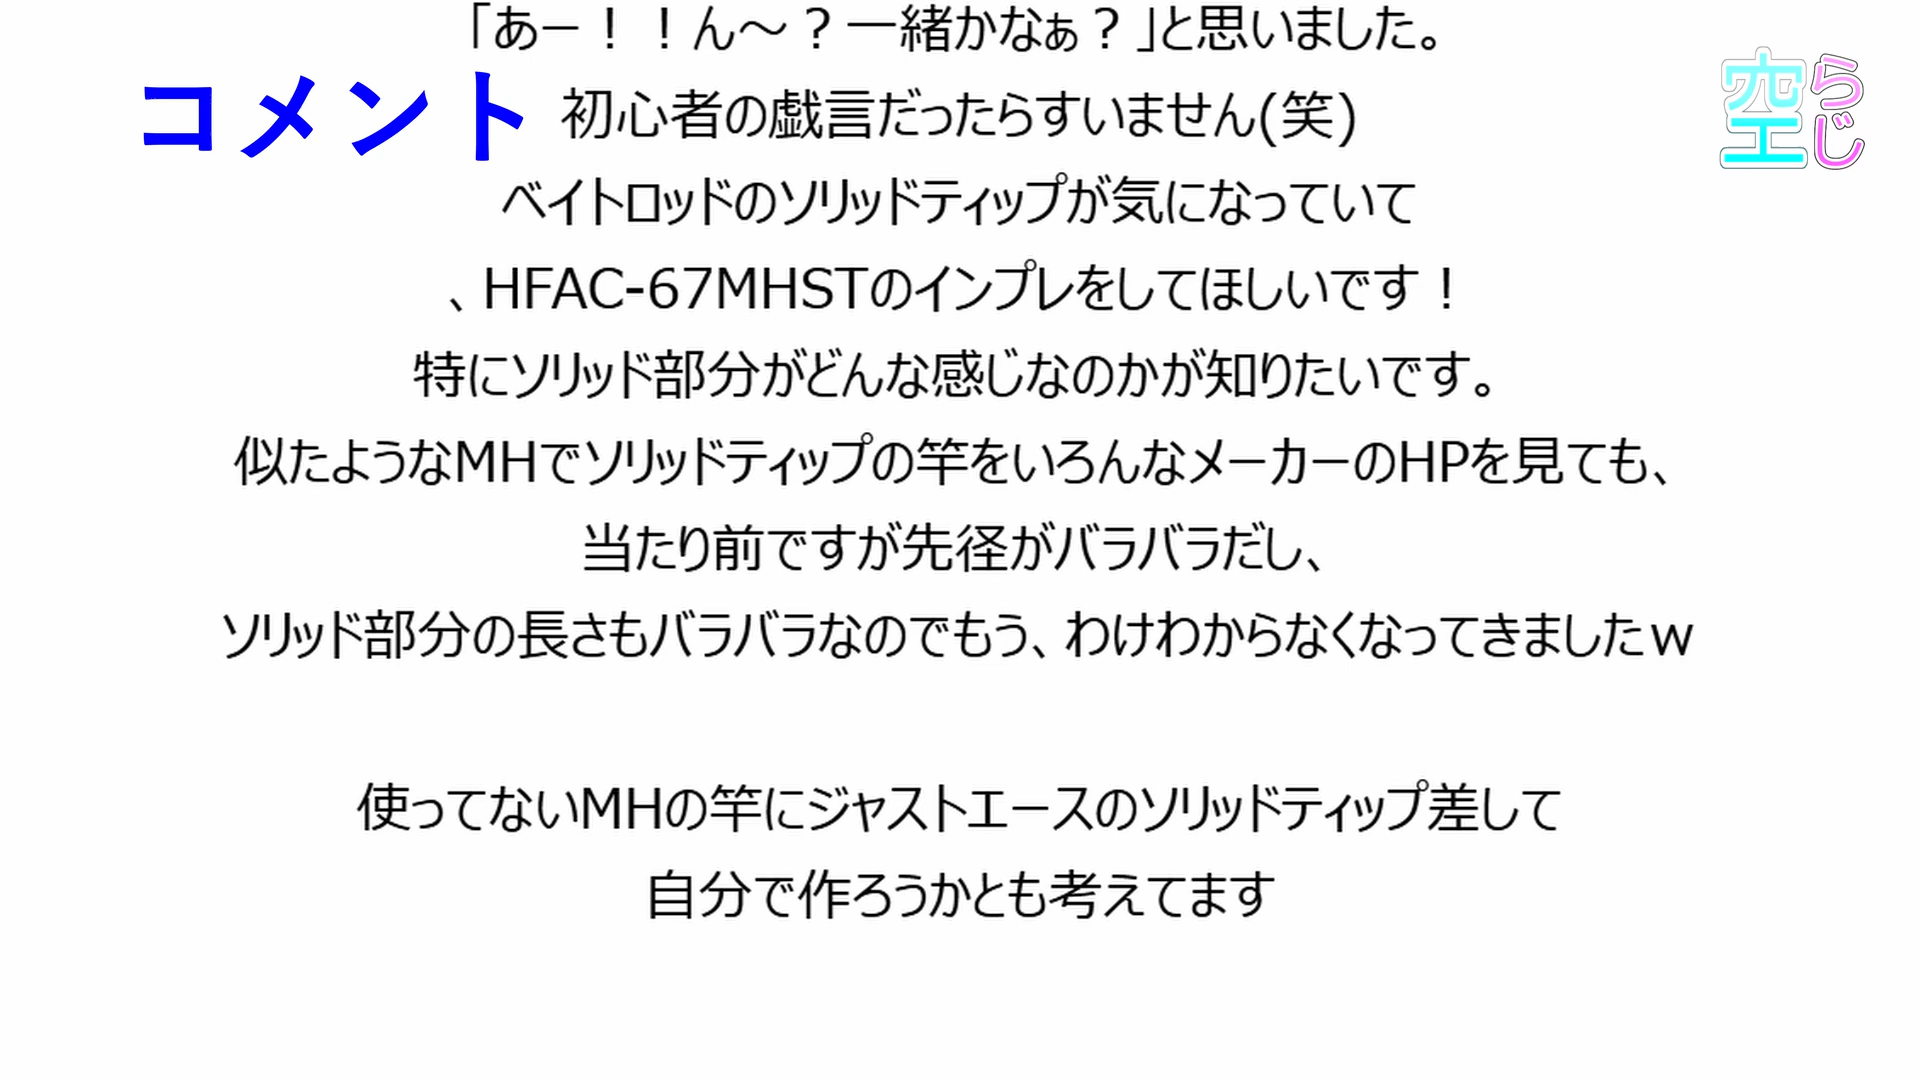 「あー！！ん～？一緒かなぁ？」と思いました。
コメント
初心者の戯言だったらすいません(笑)
空らじ
ベイトロッドのソリッドティップが気になっていて
、HFAC-67MHSTのインプレをしてほしいです！
特にソリッド部分がどんな感じなのかが知りたいです。
似たようなMHでソリッドティップの竿をいろんなメーカーのHPを見ても、
当たり前ですが先径がバラバラだし、
ソリッド部分の長さもバラバラなのでもう、わけわからなくなってきましたｗ
使ってないMHの竿にジャストエースのソリッドティップ差して
自分で作ろうかとも考えてます